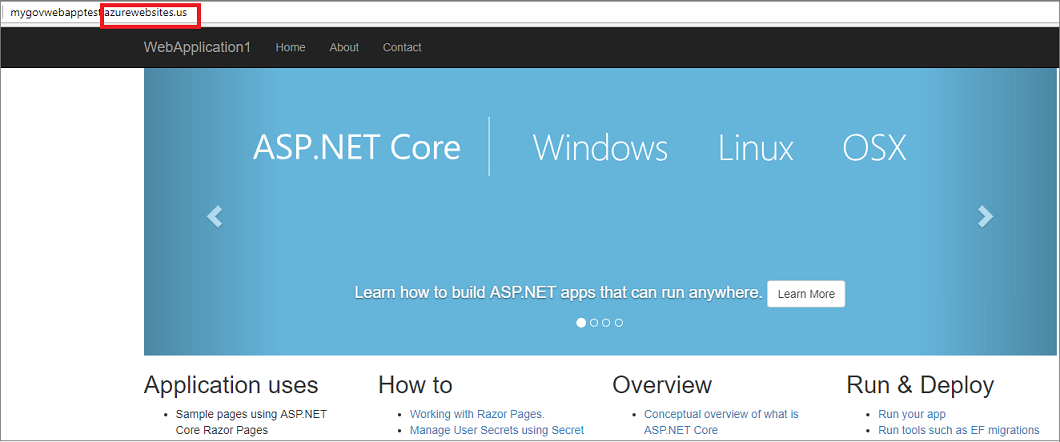 mygovwebapptest.azurewebsites.us
WebApplication1 Home About Contact
ASP.NET Core Windows Linux OSX
Learn how to build ASP.NET apps that can run anywhere. Learn More
Application uses
Sample pages using ASP.NET
Core Razor Pages
How to
Working with Razor Pages.
Manage User Secrets using Secret
Overview
Conceptual overview of what is
ASP.NET Core
Run & Deploy
Run your app
Run tools such as EF migrations